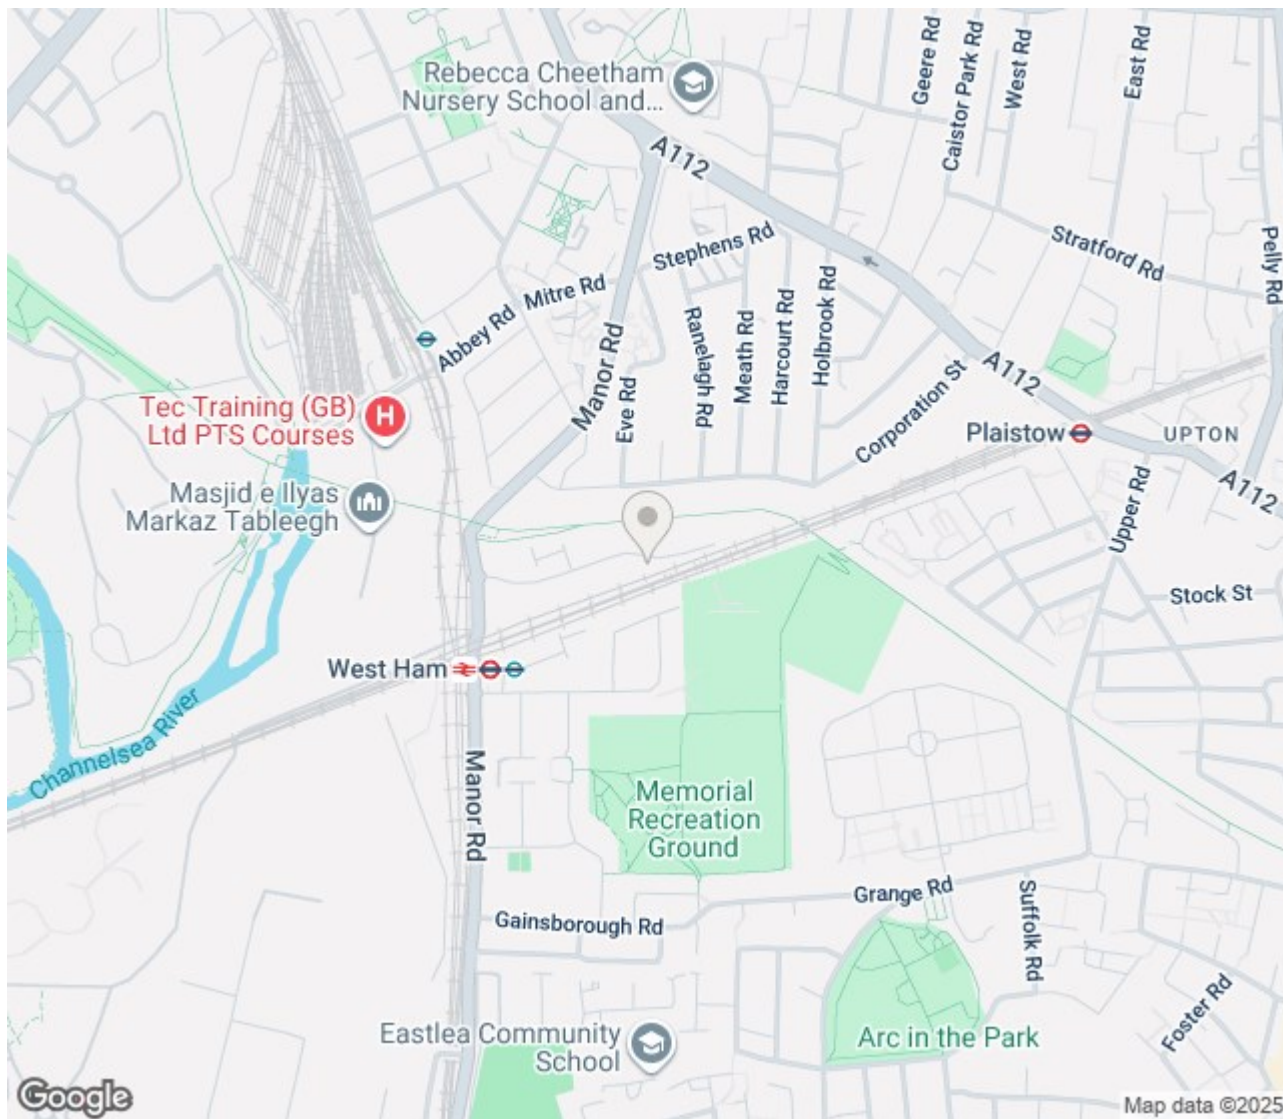 Rebecca Cheetham
Nursery School and...
A112
Geere Rd
Caistor Park Rd
West Rd
East Rd
Stratford Rd
Pelly Rd
Stephens Rd
Mitre Rd
Abbey Rd
Manor Rd
Eve Rd
Ranelagh Rd
Meath Rd
Harcourt Rd
Holbrook Rd
Corporation St
A112
Plaistow
UPTON
A112
Upper Rd
Stock St
Tec Training (GB)
Ltd PTS Courses
H
Masjid e Ilyas
Markaz Tableegh
West Ham
Channelsea River
Manor Rd
Memorial
Recreation
Ground
Grange Rd
Suffolk Rd
Gainsborough Rd
Foster Rd
Eastlea Community
School
Arc in the Park
Google
Map data ©2025